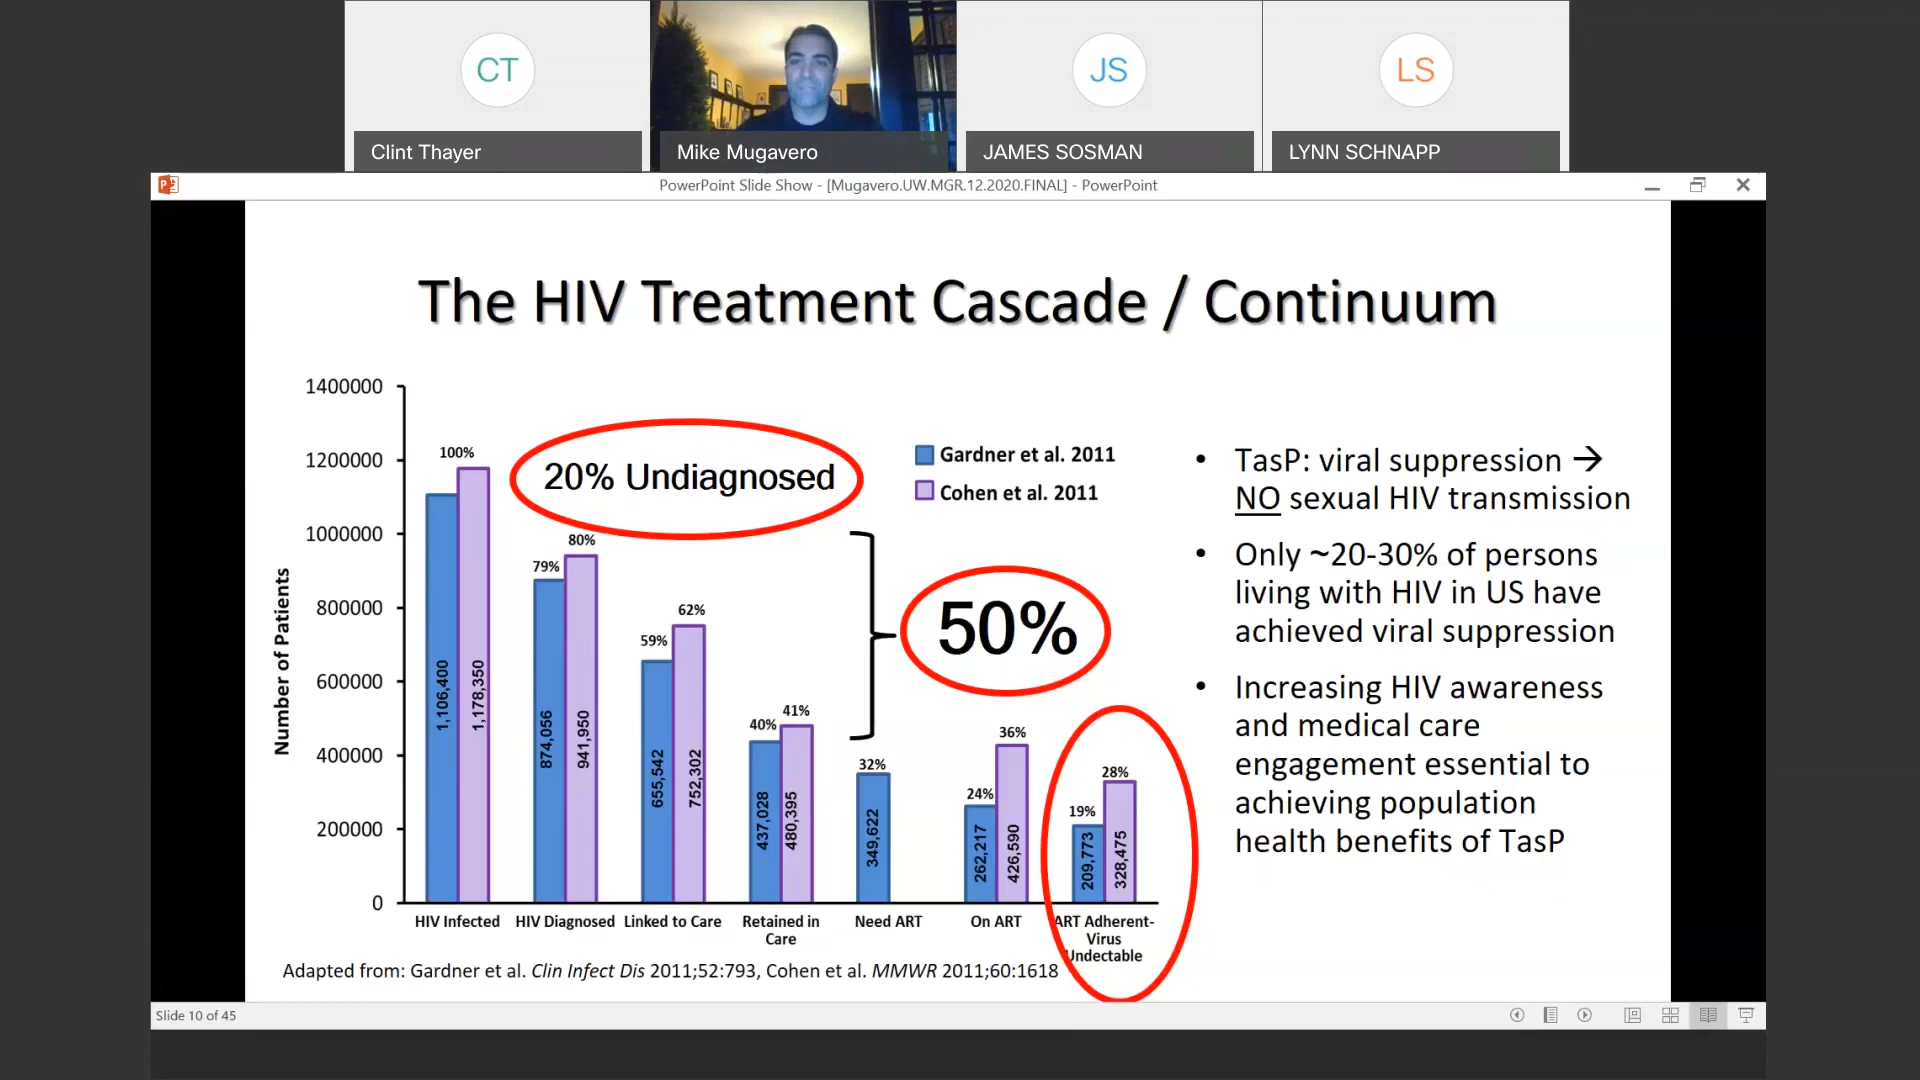 CT
JS
LS
Clint Thayer
Mike Mugavero
JAMES SOSMAN
LYNN SCHNAPP
PowerPoint Slide Show - [Mugavero.UW.MGR.12.2020.FINAL] - PowerPoint
The HIV Treatment Cascade / Continuum
Number of Patients
1400000
1200000
1000000
800000
600000
400000
200000
0
100%
1,106,400
1,178,350
79%
80%
874,056
941,950
59%
62%
655,542
752,302
40%
41%
437,028
480,395
32%
349,622
24%
36%
262,217
426,590
19%
28%
209,773
328,475
20% Undiagnosed
50%
Gardner et al. 2011
Cohen et al. 2011
HIV Infected
HIV Diagnosed
Linked to Care
Retained in
Care
Need ART
On ART
ART Adherent-
Virus
Undectable
Adapted from: Gardner et al. Clin Infect Dis 2011;52:793, Cohen et al. MMWR 2011;60:1618
• TasP: viral suppression →
NO sexual HIV transmission
• Only ~20-30% of persons
living with HIV in US have
achieved viral suppression
• Increasing HIV awareness
and medical care
engagement essential to
achieving population
health benefits of TasP
Slide 10 of 45